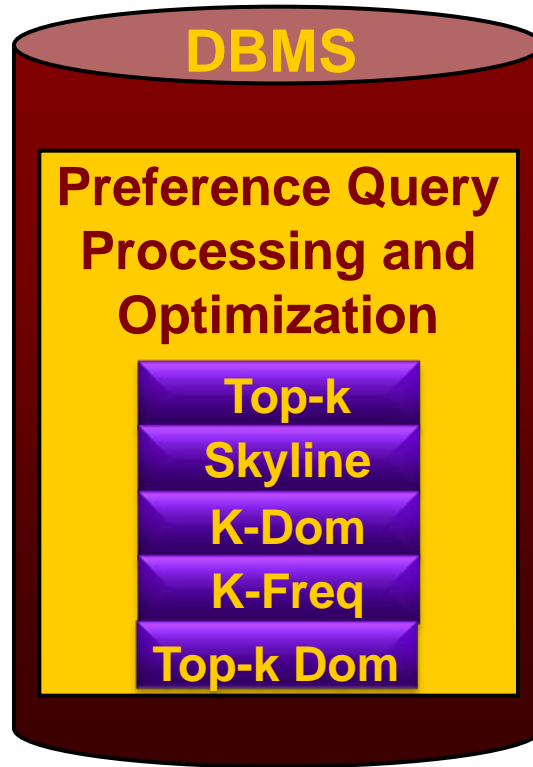 DBMS
Preference Query
Processing and
Optimization
Top-k
Skyline
K-Dom
K-Freq
Top-k Dom